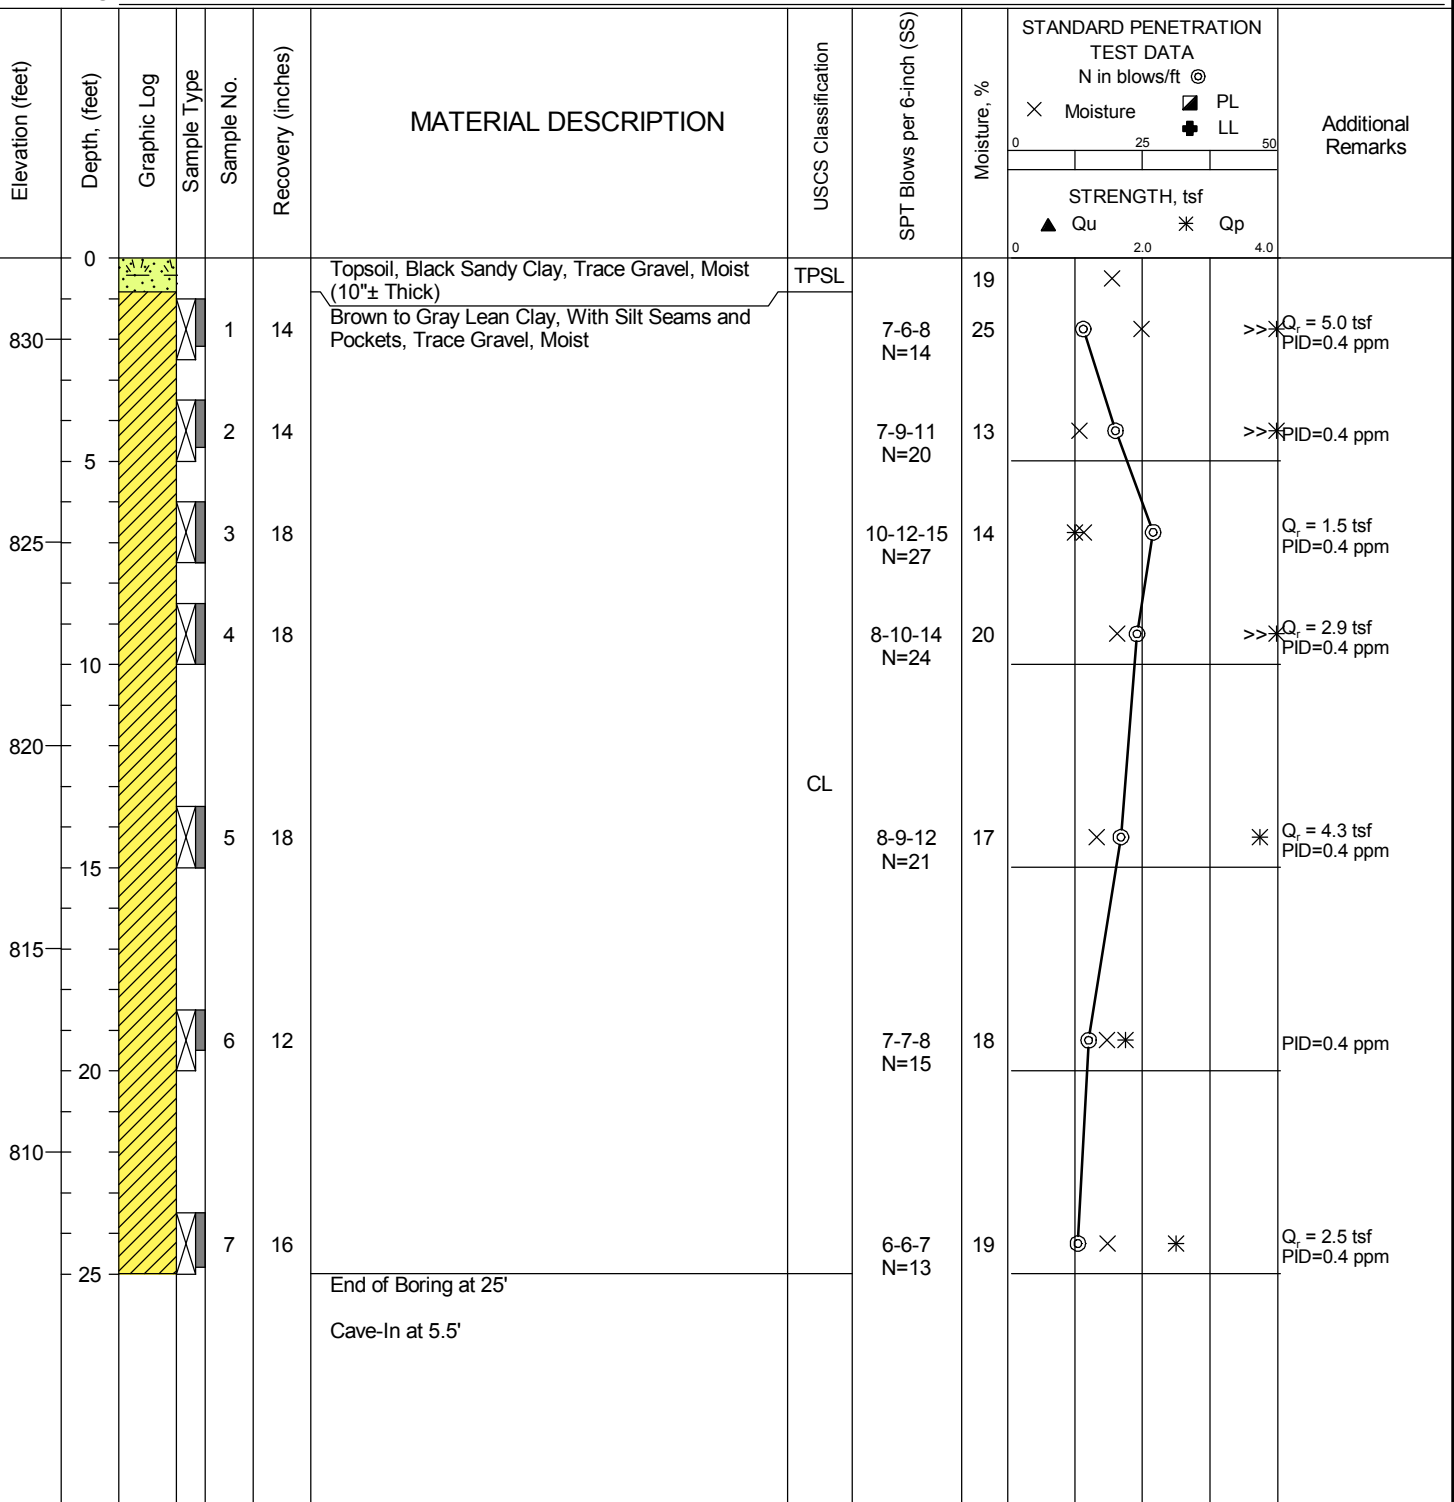 Elevation (feet)
Depth, (feet)
Graphic Log
Sample Type
Sample No.
Recovery (inches)
MATERIAL DESCRIPTION
USCS Classification
SPT Blows per 6-inch (SS)
Moisture, %
STANDARD PENETRATION
TEST DATA
N in blows/ft
Moisture
PL
LL
0 25 50
STRENGTH, tsf
Qu Qp
0 2.0 4.0
Additional
Remarks
0
Topsoil, Black Sandy Clay, Trace Gravel, Moist
(10"± Thick)
TPSL
19
Brown to Gray Lean Clay, With Silt Seams and
Pockets, Trace Gravel, Moist
830
1 14
7-6-8
N=14
25
>>
Qr = 5.0 tsf
PID=0.4 ppm
2 14
7-9-11
N=20
13
>>
PID=0.4 ppm
5
825
3 18
10-12-15
N=27
14
Qr = 1.5 tsf
PID=0.4 ppm
4 18
8-10-14
N=24
20
>>
Qr = 2.9 tsf
PID=0.4 ppm
10
820
CL
5 18
8-9-12
N=21
17
Qr = 4.3 tsf
PID=0.4 ppm
15
815
6 12
7-7-8
N=15
18
PID=0.4 ppm
20
810
7 16
6-6-7
N=13
19
Qr = 2.5 tsf
PID=0.4 ppm
25
End of Boring at 25'
Cave-In at 5.5'